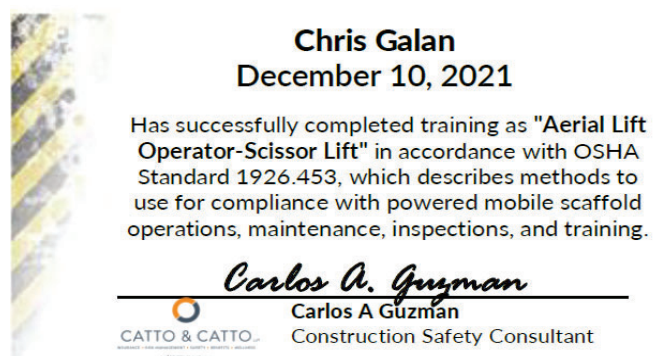 Chris Galan
December 10, 2021
Has successfully completed training as "Aerial Lift
Operator-Scissor Lift" in accordance with OSHA
Standard 1926.453, which describes methods to
use for compliance with powered mobile scaffold
operations, maintenance, inspections, and training.
Carlos A. Guzman
Carlos A Guzman
CATTO & CATTO
Construction Safety Consultant